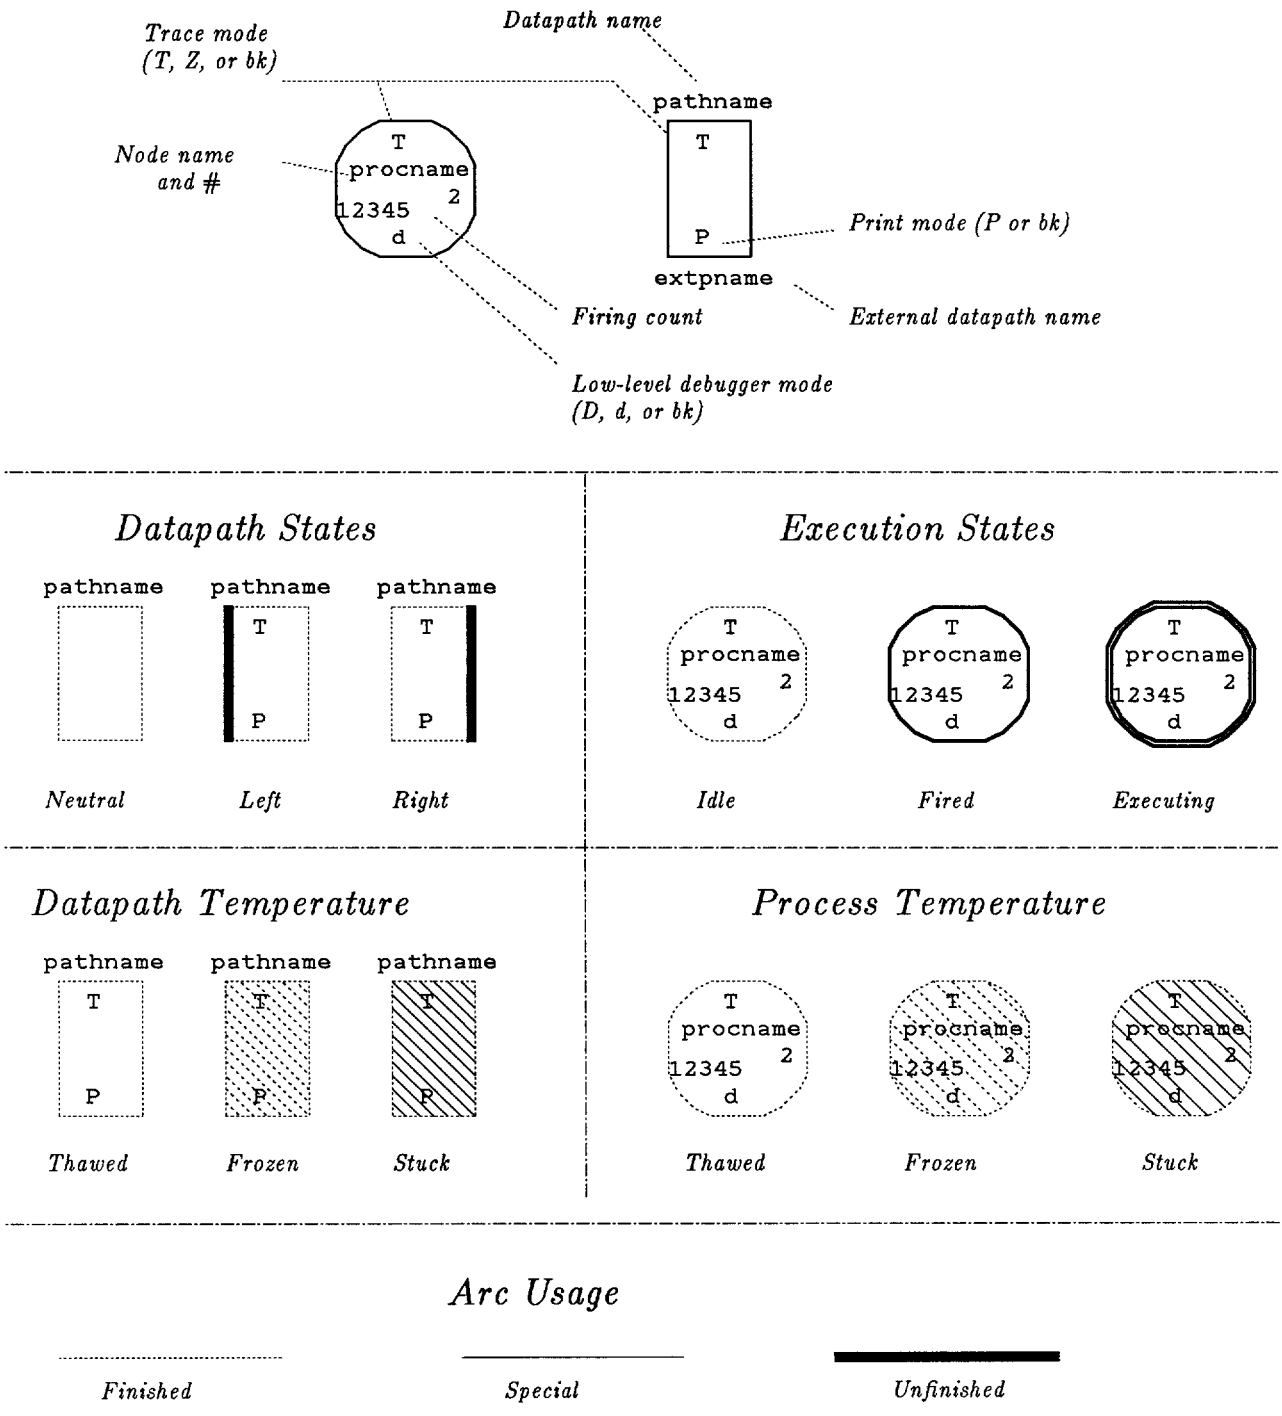 Datapath name
Trace mode
(T, Z, or bk)
pathname
T
T
Node name
and #
procname
2
12345
d
P
Print mode (P or bk)
extpname
Firing count
External datapath name
Low-level debugger mode
(D, d, or bk)
Datapath States
Execution States
pathname pathname pathname
T T
P P
Neutral Left Right
T T T
procname procname procname
2 2 2
12345 12345 12345
d d d
Idle Fired Executing
Datapath Temperature
Process Temperature
pathname pathname pathname
T T T
P P P
Thawed Frozen Stuck
T T T
procname procname procname
2 2 2
12345 12345 12345
d d d
Thawed Frozen Stuck
Arc Usage
Finished Special Unfinished